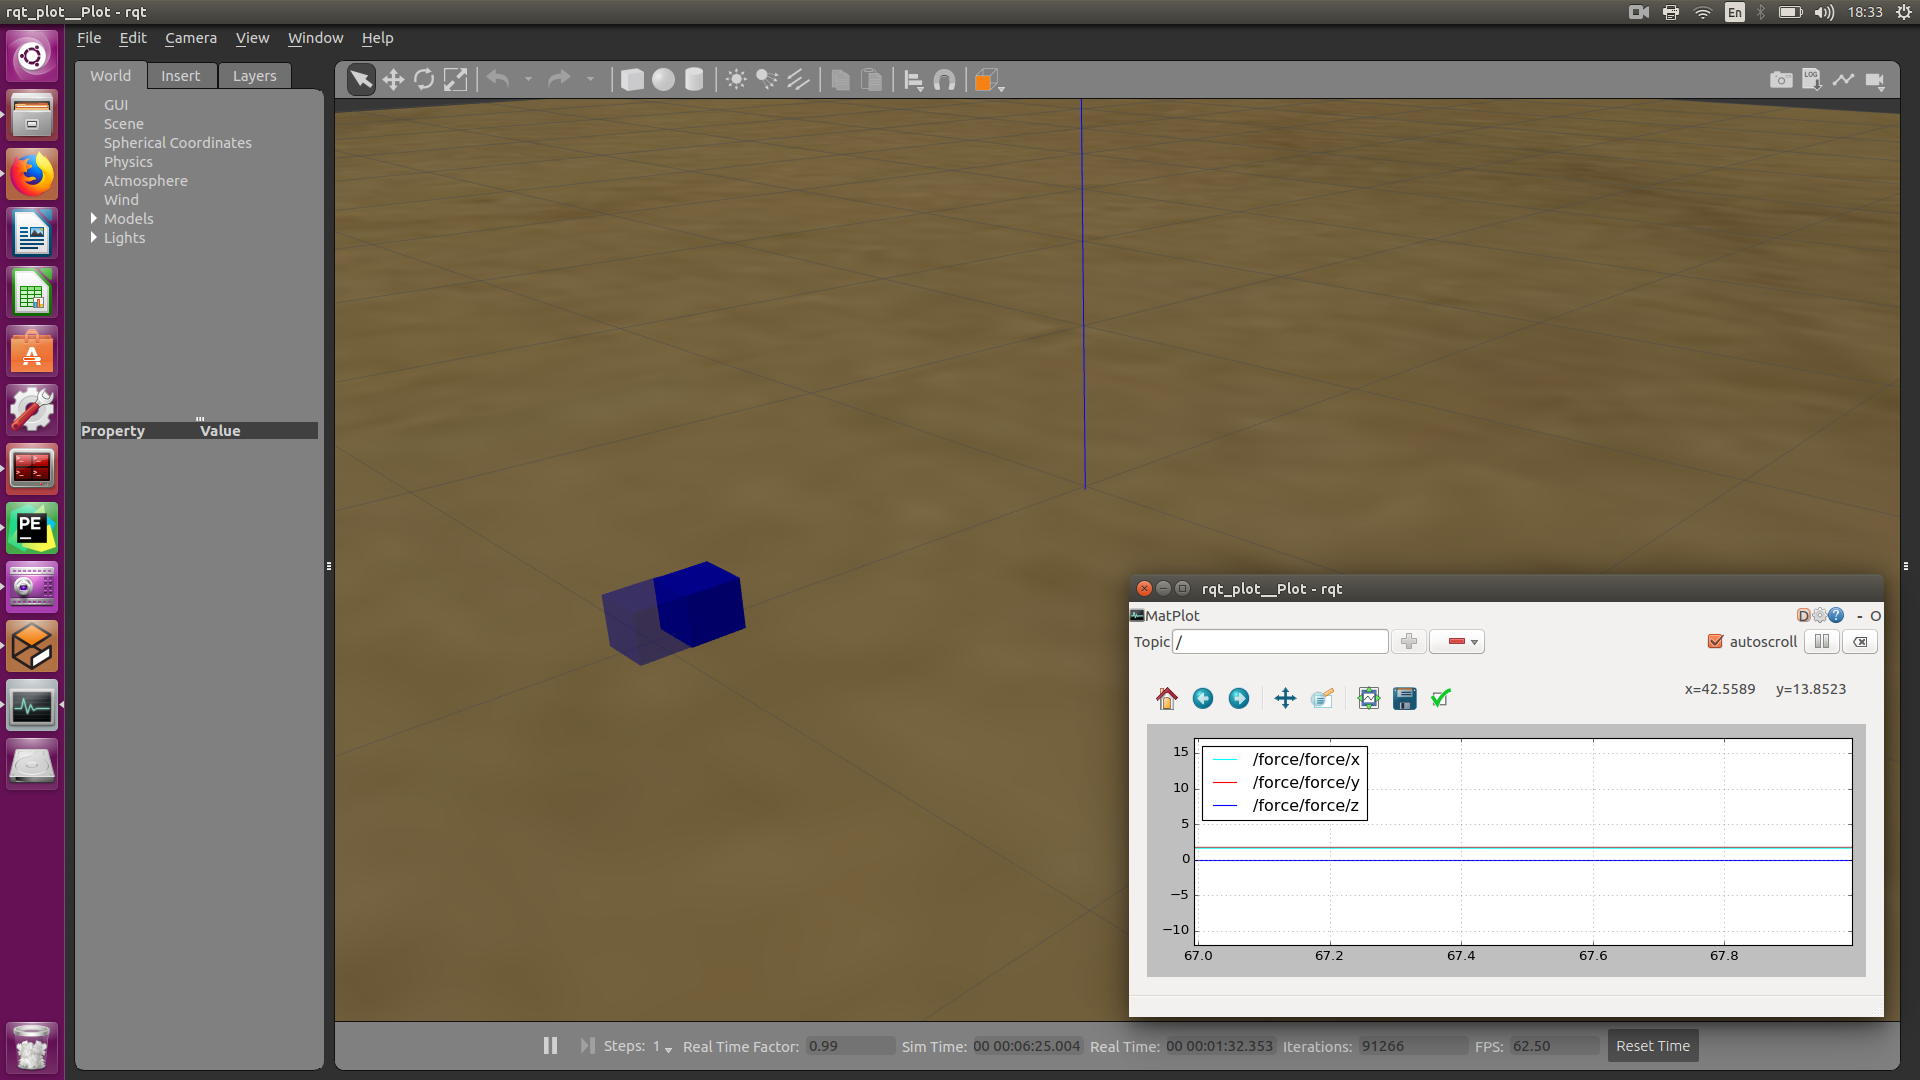 rqt_plot__Plot - rqt
En
18:33
File Edit Camera View Window Help
World Insert Layers
LOG
GUI
Scene
Spherical Coordinates
Physics
Atmosphere
Wind
Models
Lights
Property Value
PE
rqt_plot__Plot - rqt
MatPlot
D
?
- O
Topic /
autoscroll
x=42.5589 y=13.8523
/force/force/x
/force/force/y
/force/force/z
15
10
5
0
−5
−10
67.0 67.2 67.4 67.6 67.8
Steps: 1 Real Time Factor: 0.99 Sim Time: 00 00:06:25.004 Real Time: 00 00:01:32.353 Iterations: 91266 FPS: 62.50 Reset Time